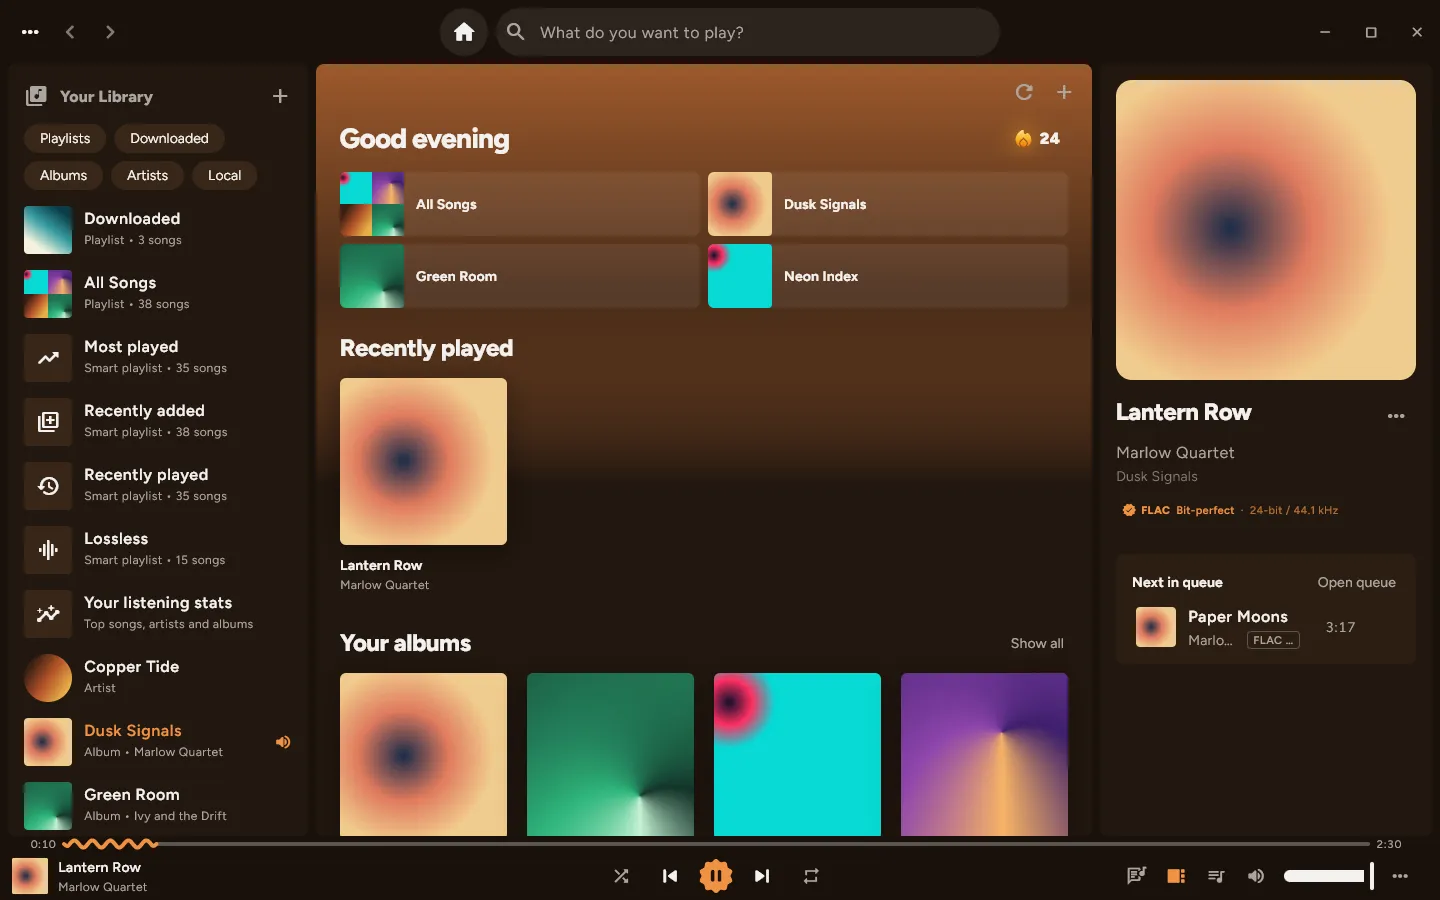 What do you want to play?
Your Library
Playlists
Downloaded
Albums
Artists
Local
Downloaded
Playlist • 3 songs
All Songs
Playlist • 38 songs
Most played
Smart playlist • 35 songs
Recently added
Smart playlist • 38 songs
Recently played
Smart playlist • 35 songs
Lossless
Smart playlist • 15 songs
Your listening stats
Top songs, artists and albums
Copper Tide
Artist
Dusk Signals
Album • Marlow Quartet
Green Room
Album • Ivy and the Drift
Good evening
24
All Songs
Dusk Signals
Green Room
Neon Index
Recently played
Lantern Row
Marlow Quartet
Your albums
Show all
Lantern Row
Marlow Quartet
Dusk Signals
FLAC Bit-perfect · 24-bit / 44.1 kHz
Next in queue
Open queue
Paper Moons
Marlo...
FLAC ...
3:17
0:10
2:30
Lantern Row
Marlow Quartet